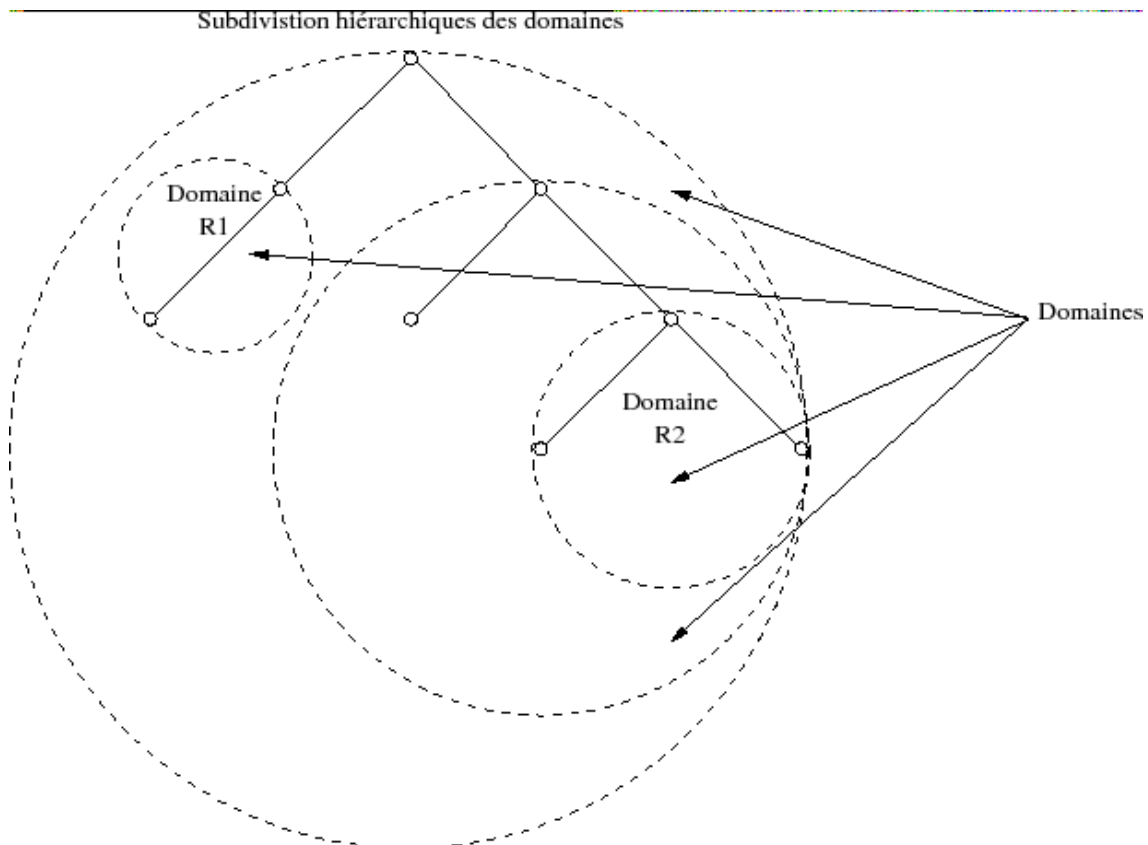 Subdivistion hiérarchiques des domaines
Domaine
R1
Domaines
Domaine
R2